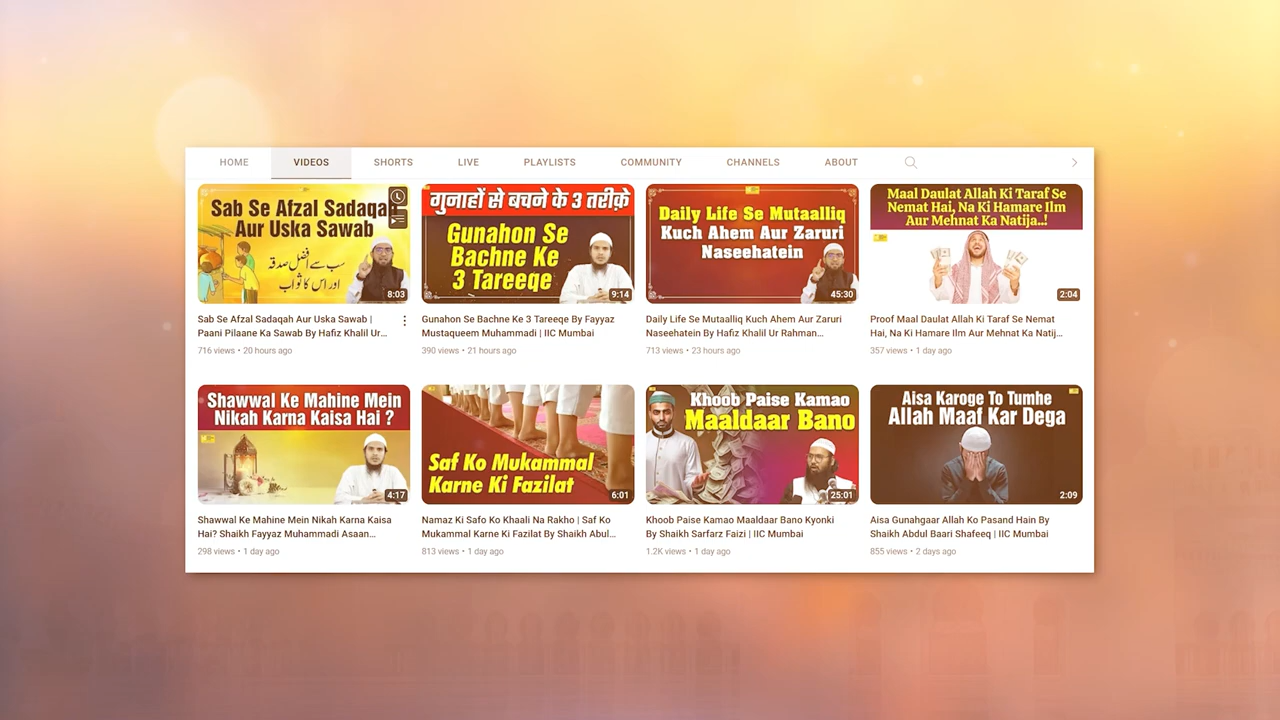 HOME
VIDEOS
SHORTS
LIVE
PLAYLISTS
COMMUNITY
CHANNELS
ABOUT
Sab Se Afzal Sadaqah
Aur Uska Sawab
سب سے افضل صدقہ
اور اس کا ثواب
8:03
गुनाहों से बचने के 3 तरीक़े
Gunahon Se
Bachne Ke
3 Tareeqe
9:14
Daily Life Se Mutaalliq
Kuch Ahem Aur Zaruri
Naseehatein
45:30
Maal Daulat Allah Ki Taraf Se
Nemat Hai, Na Ki Hamare Ilm
Aur Mehnat Ka Natija..!
2:04
Sab Se Afzal Sadaqah Aur Uska Sawab |
Paani Pilaane Ka Sawab By Hafiz Khalil Ur...
716 views • 20 hours ago
Gunahon Se Bachne Ke 3 Tareeqe By Fayyaz
Mustaqueem Muhammadi | IIC Mumbai
390 views • 21 hours ago
Daily Life Se Mutaalliq Kuch Ahem Aur Zaruri
Naseehatein By Hafiz Khalil Ur Rahman...
713 views • 23 hours ago
Proof Maal Daulat Allah Ki Taraf Se Nemat
Hai, Na Ki Hamare Ilm Aur Mehnat Ka Natij...
357 views • 1 day ago
Shawwal Ke Mahine Mein
Nikah Karna Kaisa Hai ?
4:17
Saf Ko Mukammal
Karne Ki Fazilat
6:01
Khoob Paise Kamao
Maaldaar Bano
25:01
Aisa Karoge To Tumhe
Allah Maaf Kar Dega
2:09
Shawwal Ke Mahine Mein Nikah Karna Kaisa
Hai? Shaikh Fayyaz Muhammadi Asaan...
298 views • 1 day ago
Namaz Ki Safo Ko Khaali Na Rakho | Saf Ko
Mukammal Karne Ki Fazilat By Shaikh Abul...
813 views • 1 day ago
Khoob Paise Kamao Maaldaar Bano Kyonki
By Shaikh Sarfarz Faizi | IIC Mumbai
1.2K views • 1 day ago
Aisa Gunahgaar Allah Ko Pasand Hain By
Shaikh Abdul Baari Shafeeq | IIC Mumbai
855 views • 2 days ago